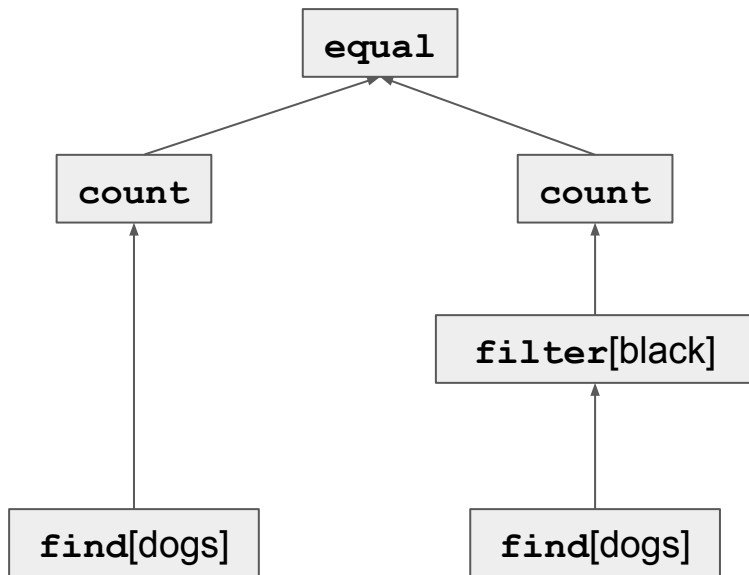 equal
count
count
filter[black]
find[dogs]
find[dogs]